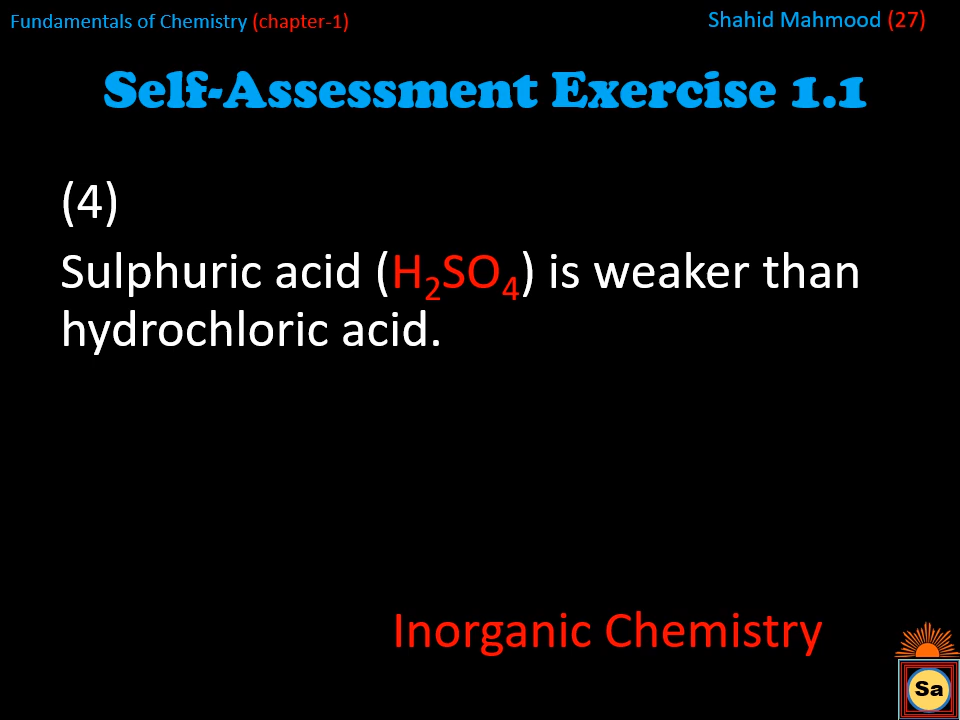 Fundamentals of Chemistry (chapter-1)
Shahid Mahmood (27)
Self-Assessment Exercise 1.1
(4)
Sulphuric acid (H₂SO₄) is weaker than
hydrochloric acid.
Inorganic Chemistry
Sa